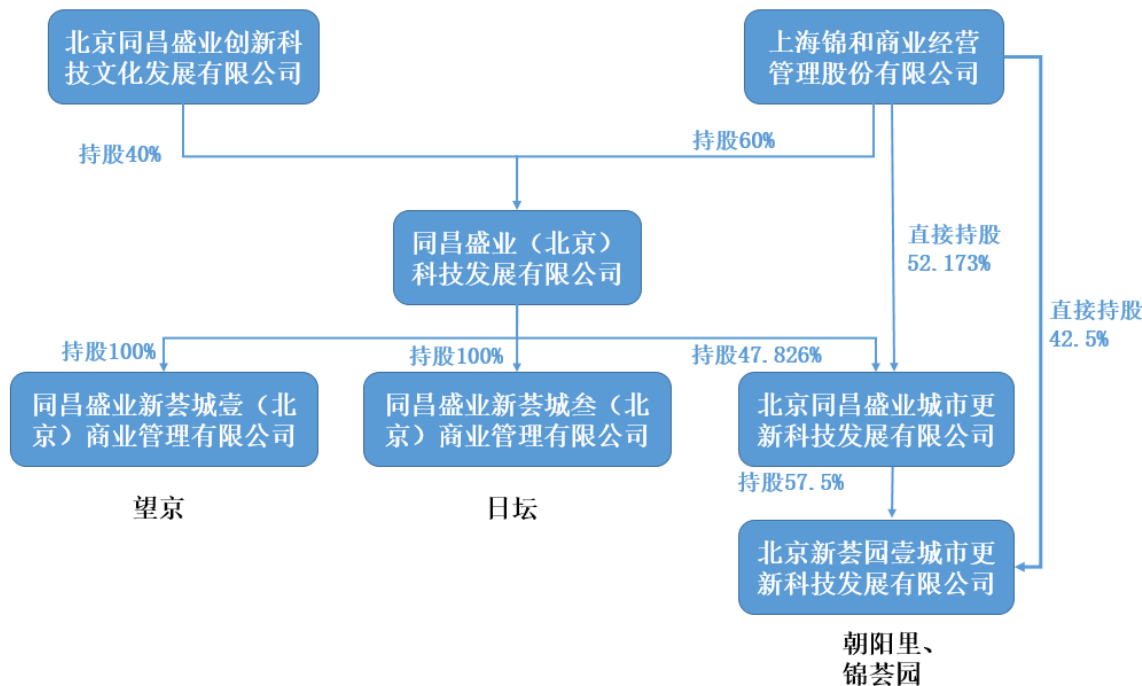 北京同昌盛业创新科
技文化发展有限公司
上海锦和商业经营
管理股份有限公司
持股40%
持股60%
同昌盛业（北京）
科技发展有限公司
直接持股
52.173%
直接持股
42.5%
持股100%
持股100%
持股47.826%
同昌盛业新荟城壹（北
京）商业管理有限公司
同昌盛业新荟城叁（北
京）商业管理有限公司
北京同昌盛业城市更
新科技发展有限公司
望京
日坛
持股57.5%
北京新荟园壹城市更
新科技发展有限公司
朝阳里、
锦荟园